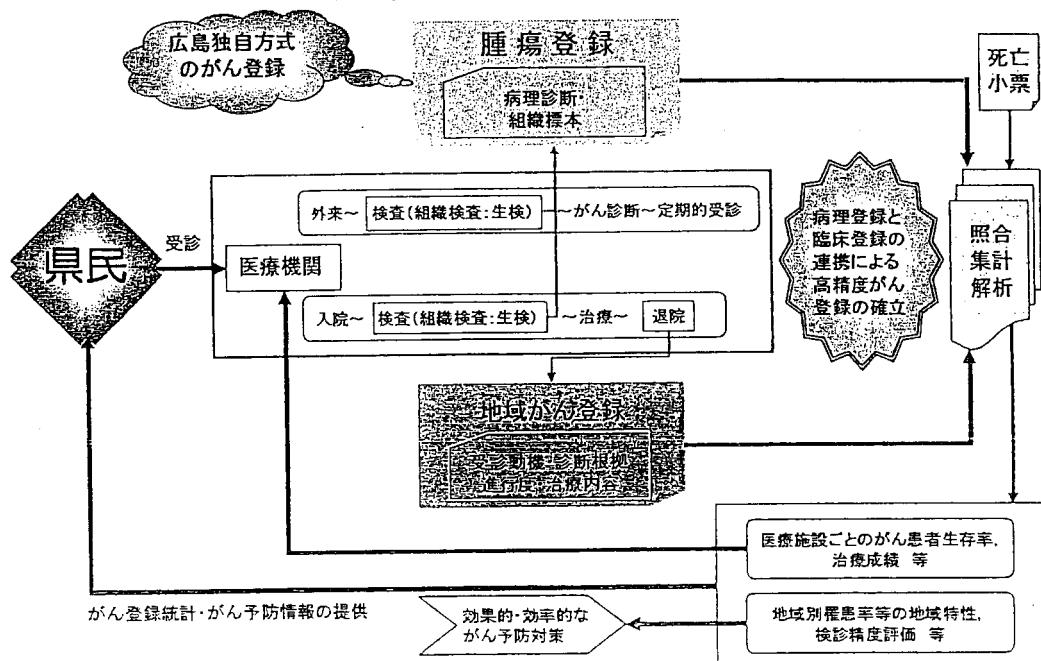 広島独自方式
のがん登録
腫瘍登録
病理診断・
組織標本
死亡
小票
外来～
検査(組織検査:生検)
～がん診断～定期的受診
県民
受診
医療機関
入院～
検査(組織検査:生検)
～治療～
退院
病理登録と
臨床登録の
連携による
高精度がん
登録の確立
照合
集計
解析
地域がん登録
受診動機・診断根拠
進行度・治療内容
医療施設ごとのがん患者生存率,
治療成績 等
がん登録統計・がん予防情報の提供
効果的・効率的な
がん予防対策
地域別罹患率等の地域特性,
検診精度評価 等